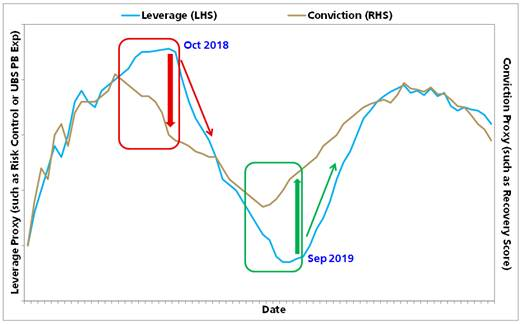 Leverage (LHS) Conviction (RHS)
Oct 2018
Leverage Proxy (such as Risk Control or UBS PB Exp)
Conviction Proxy (such as Recovery Score)
Sep 2019
Date